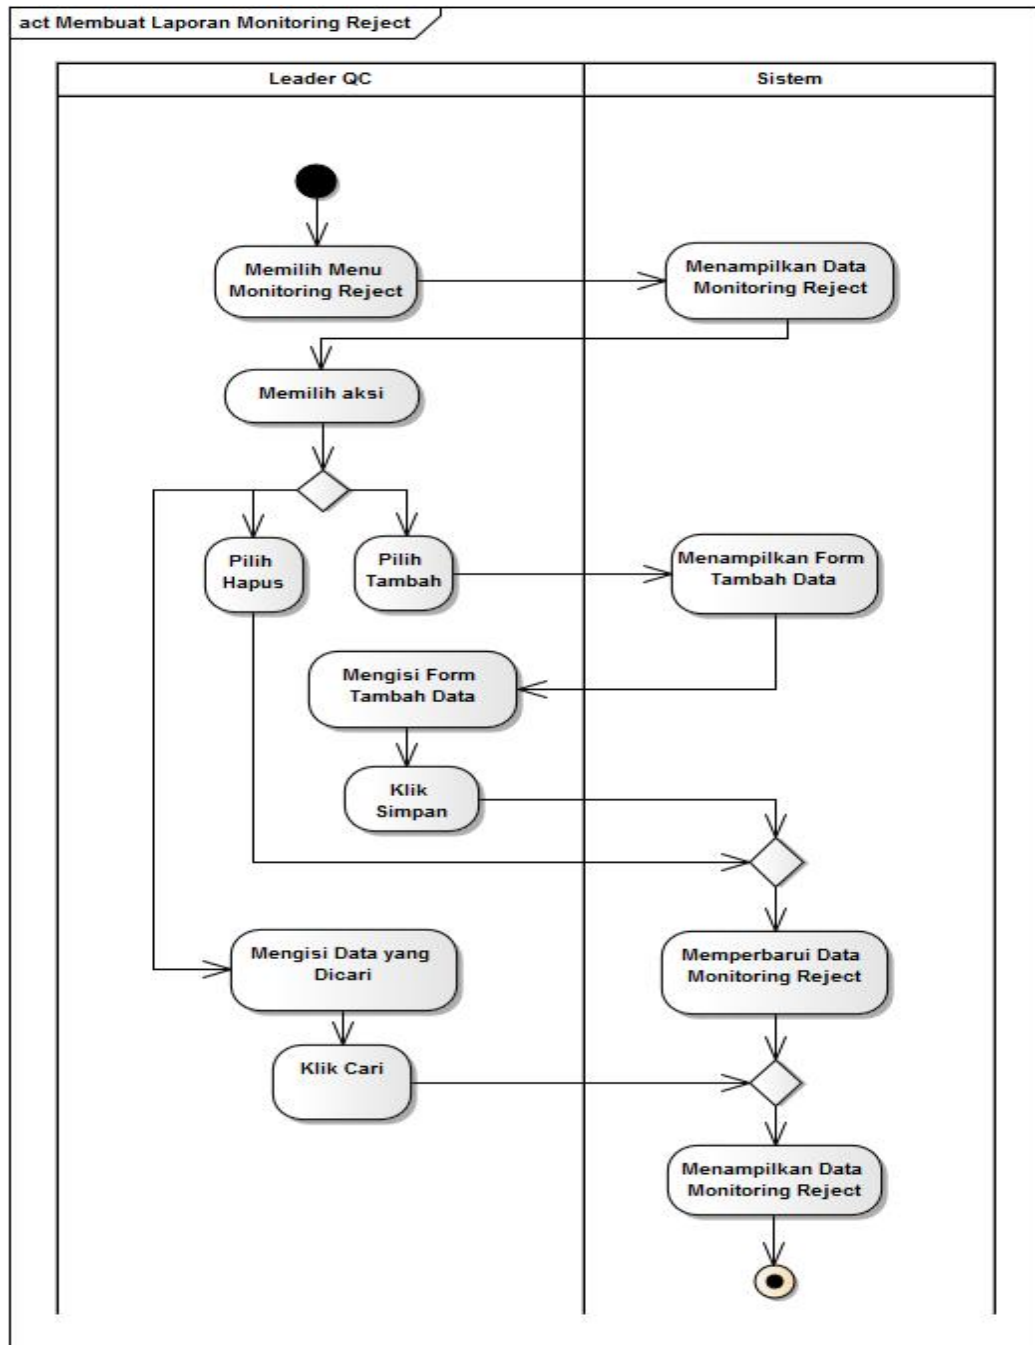 act Membuat Laporan Monitoring Reject
Leader QC
Sistem
Memilih Menu
Monitoring Reject
Menampilkan Data
Monitoring Reject
Memilih aksi
Pilih
Hapus
Pilih
Tambah
Menampilkan Form
Tambah Data
Mengisi Form
Tambah Data
Klik
Simpan
Mengisi Data yang
Dicari
Memperbarui Data
Monitoring Reject
Klik Cari
Menampilkan Data
Monitoring Reject